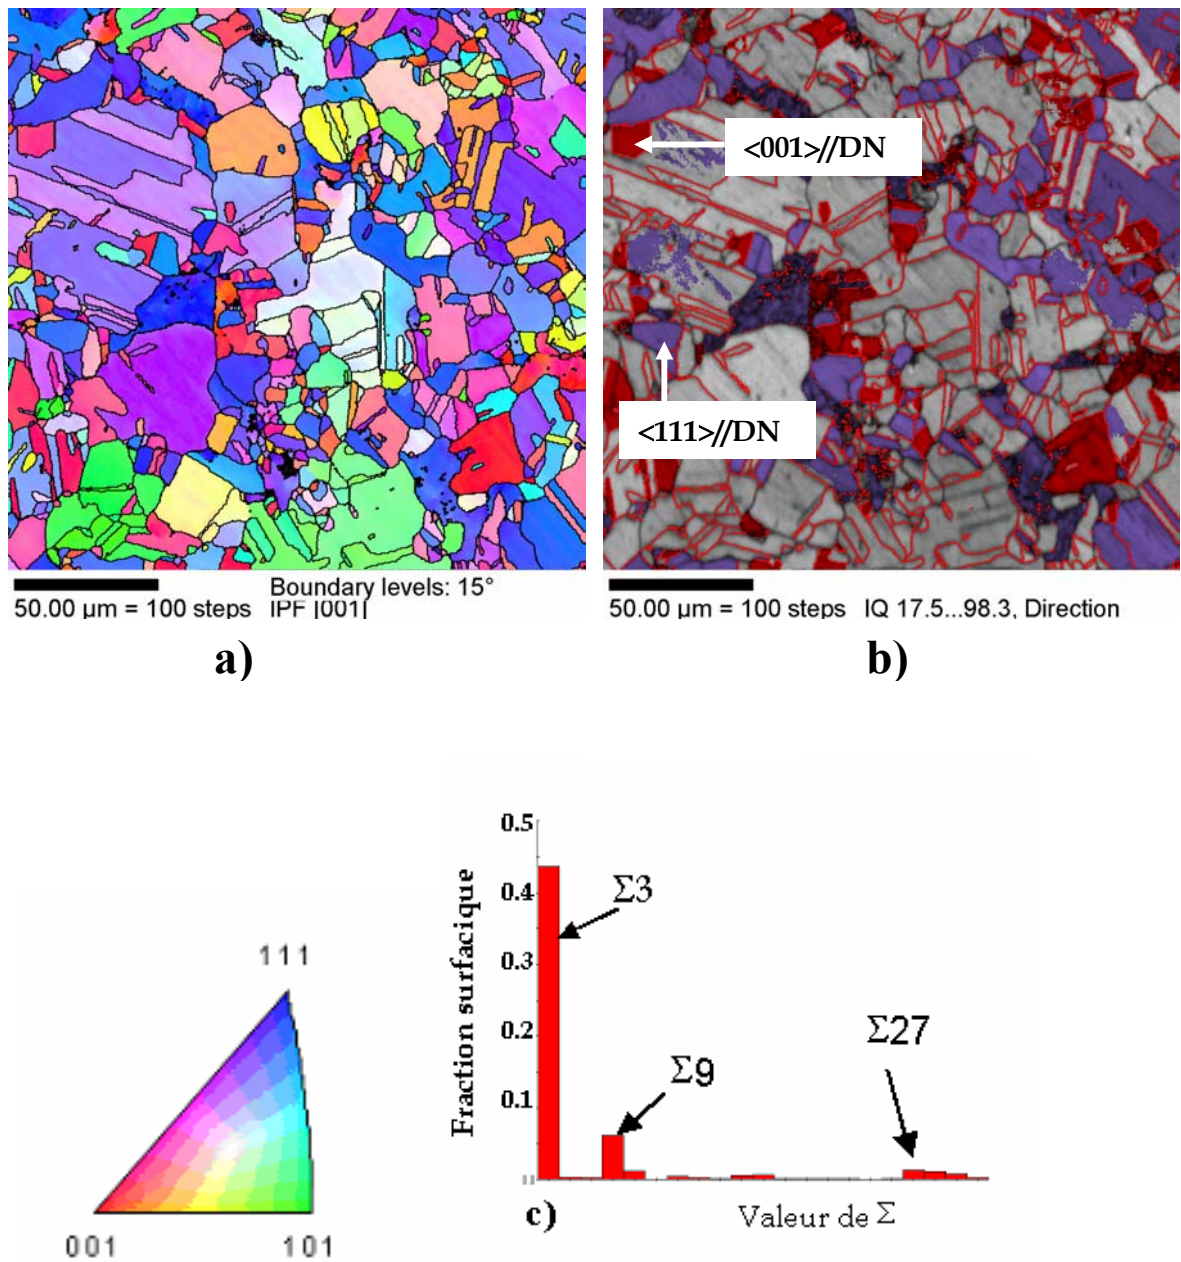 <001>//DN
<111>//DN
Boundary levels: 15°
50.00 µm = 100 steps IPF [001]
50.00 µm = 100 steps IQ 17.5...98.3, Direction
a)
b)
0.5
0.4
0.3
0.2
0.1
Fraction surfacique
Σ3
Σ9
Σ27
c)
Valeur de Σ
111
001
101